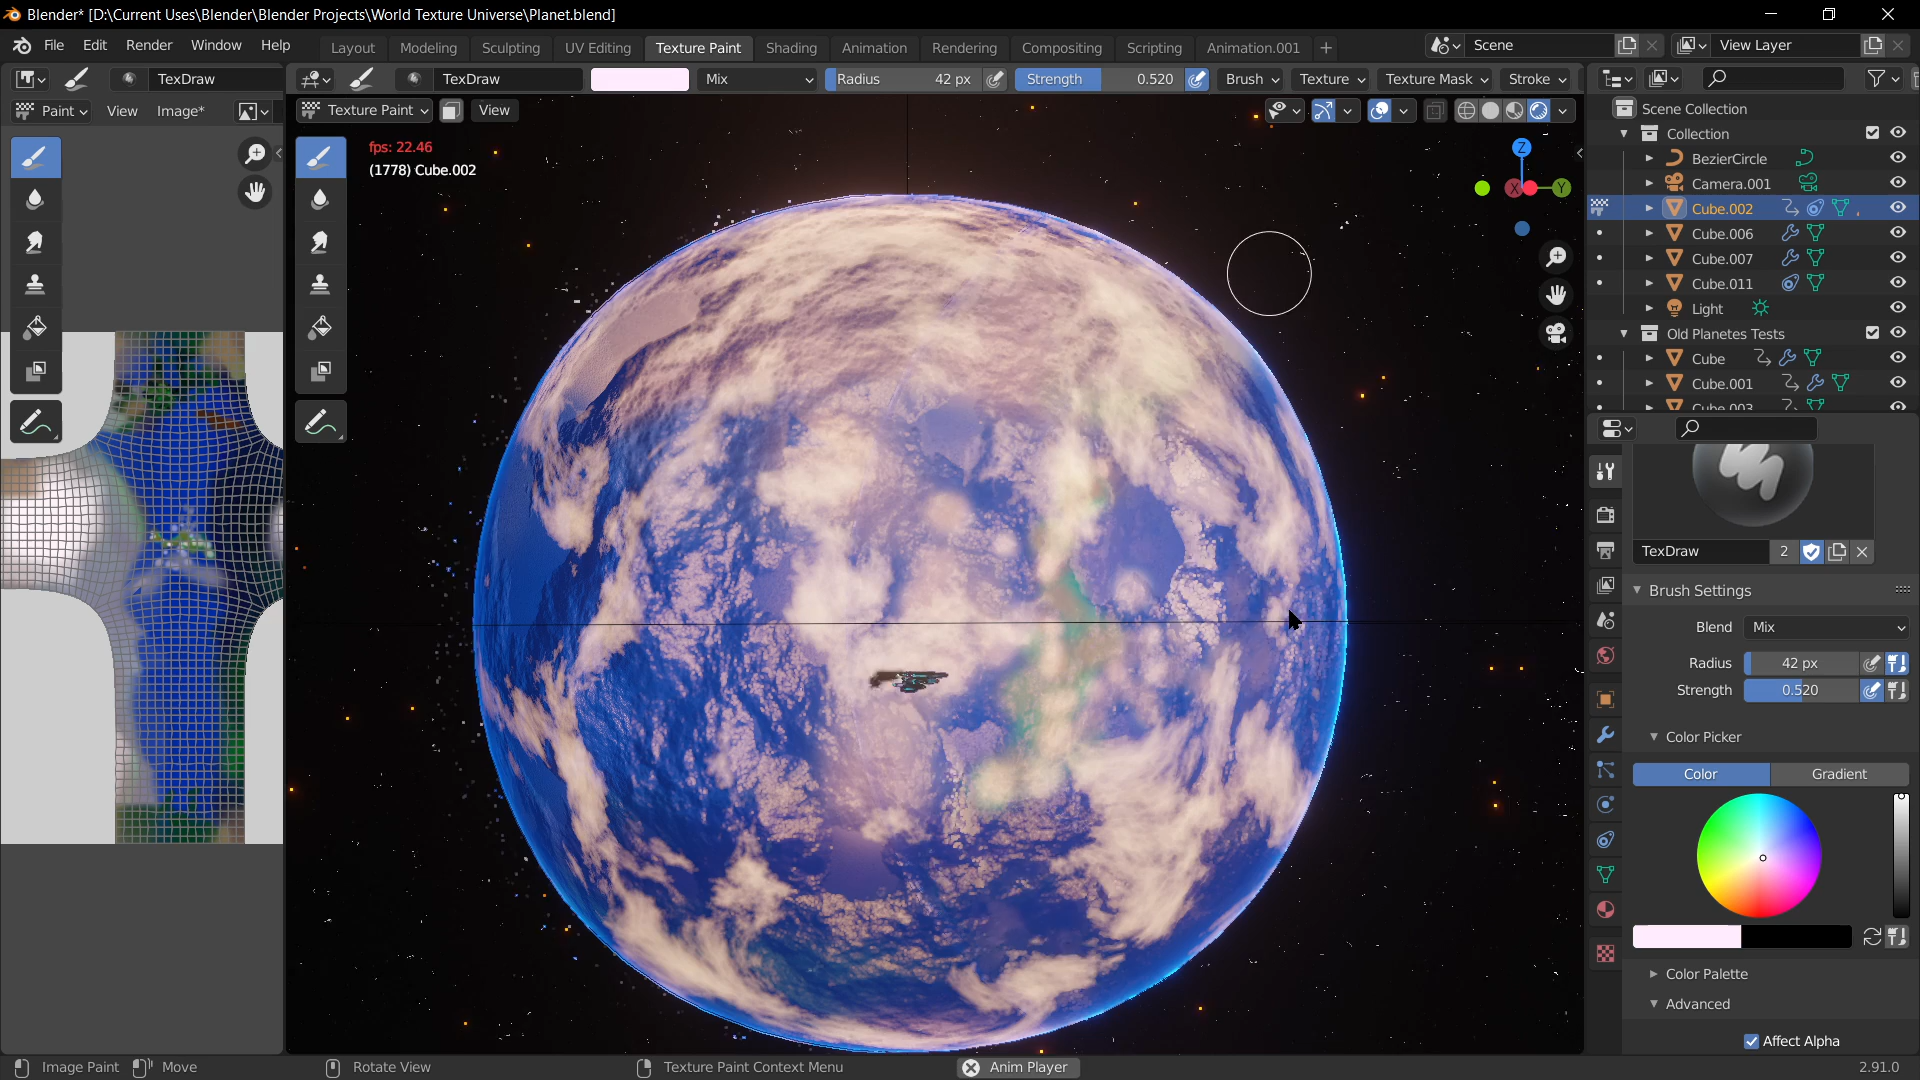 Blender* [D:\Current Uses\Blender\Blender Projects\World Texture Universe\Planet.blend]
File Edit Render Window Help Layout Modeling Sculpting UV Editing Texture Paint Shading Animation Rendering Compositing Scripting Animation.001 + Scene View Layer
TexDraw TexDraw Mix Radius 42 px Strength 0.520 Brush Texture Texture Mask Stroke
Paint View Image* Texture Paint View
Scene Collection
Collection
BezierCircle
Camera.001
Cube.002
Cube.006
Cube.007
Cube.011
Light
Old Planetes Tests
Cube
Cube.001
Cube.003
fps: 22.46
(1778) Cube.002
Z
X
Y
TexDraw 2
Brush Settings
Blend Mix
Radius 42 px
Strength 0.520
Color Picker
Color Gradient
Color Palette
Advanced
Affect Alpha
Image Paint Move Rotate View Texture Paint Context Menu Anim Player 2.91.0